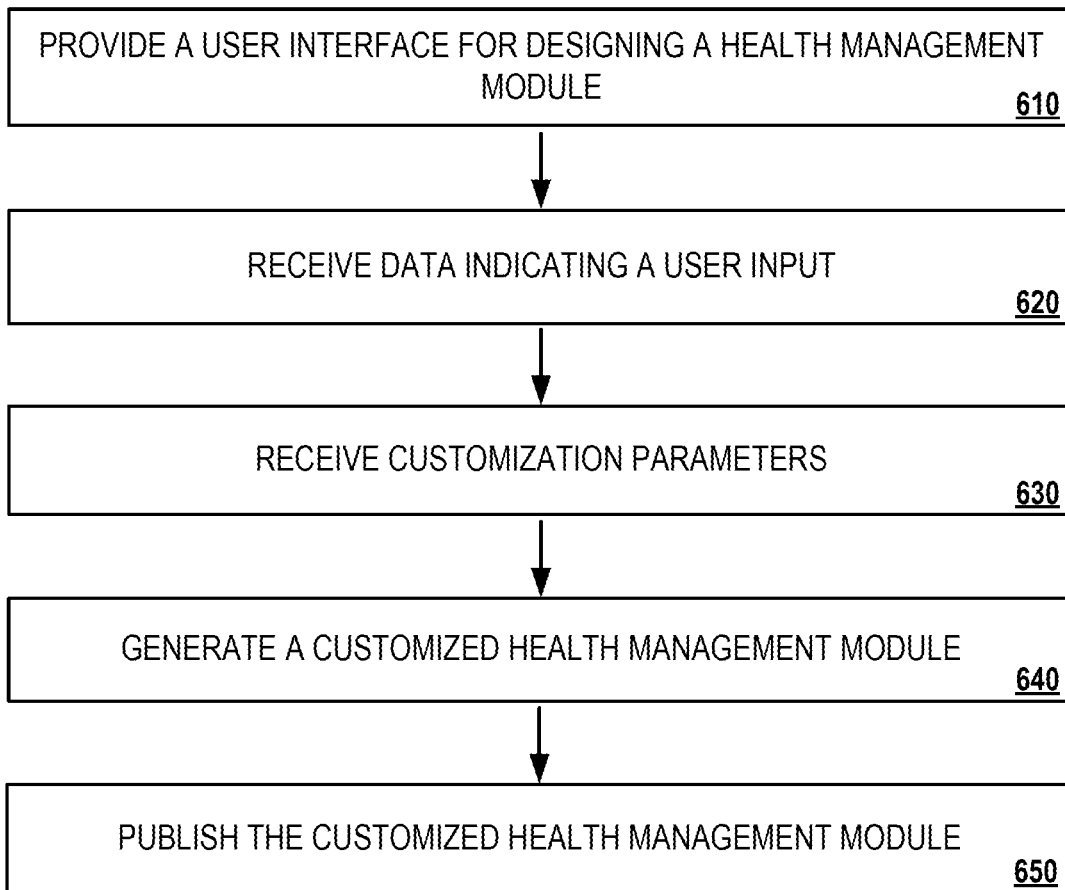 PROVIDE A USER INTERFACE FOR DESIGNING A HEALTH MANAGEMENT
MODULE
610
RECEIVE DATA INDICATING A USER INPUT
620
RECEIVE CUSTOMIZATION PARAMETERS
630
GENERATE A CUSTOMIZED HEALTH MANAGEMENT MODULE
640
PUBLISH THE CUSTOMIZED HEALTH MANAGEMENT MODULE
650